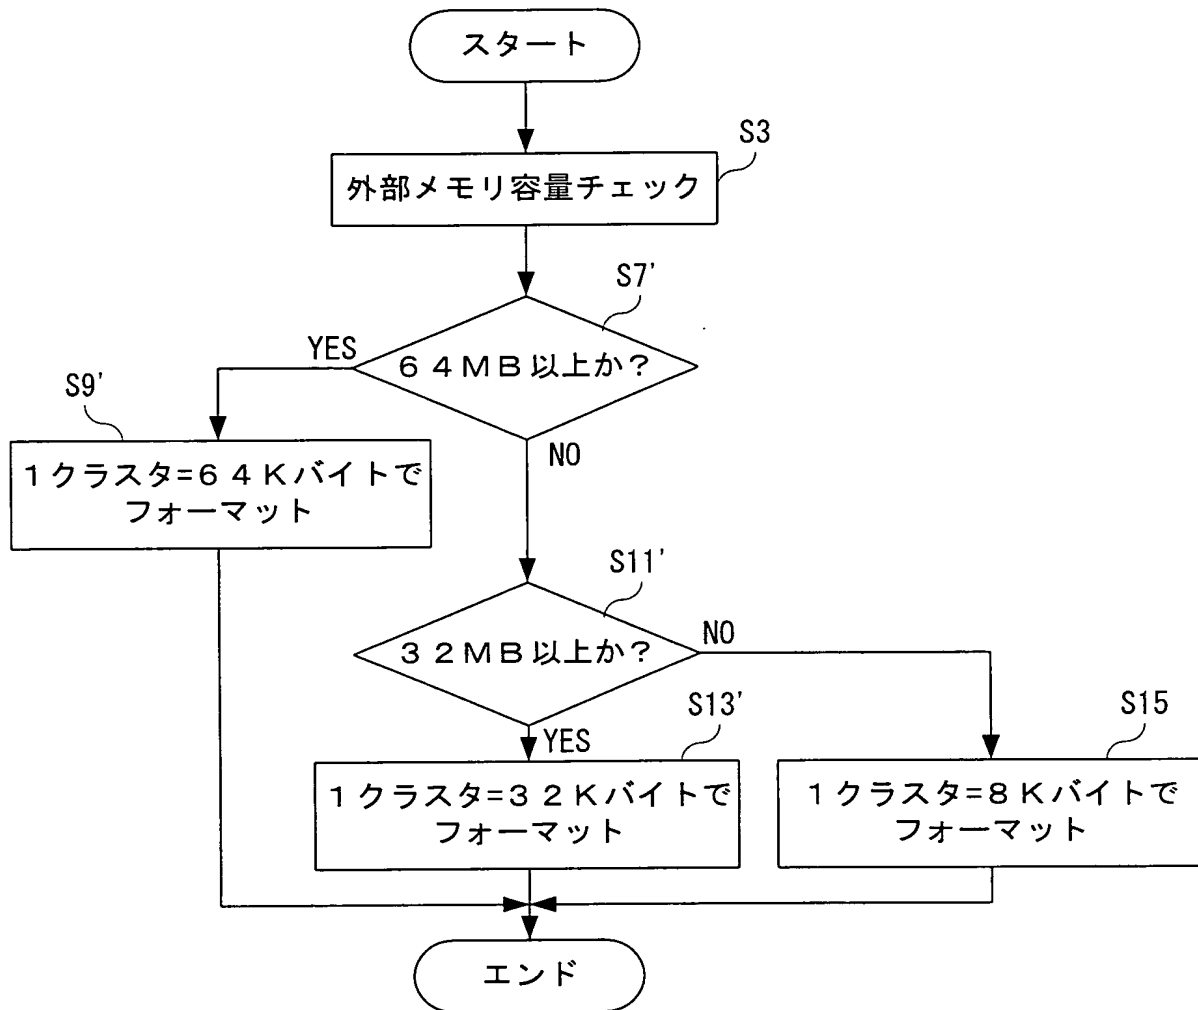 スタート
S3
外部メモリ容量チェック
S7'
YES
64MB以上か?
S9'
NO
1クラスタ=64Kバイトで
フォーマット
S11'
NO
32MB以上か?
S13'
S15
YES
1クラスタ=32Kバイトで
フォーマット
1クラスタ=8Kバイトで
フォーマット
エンド